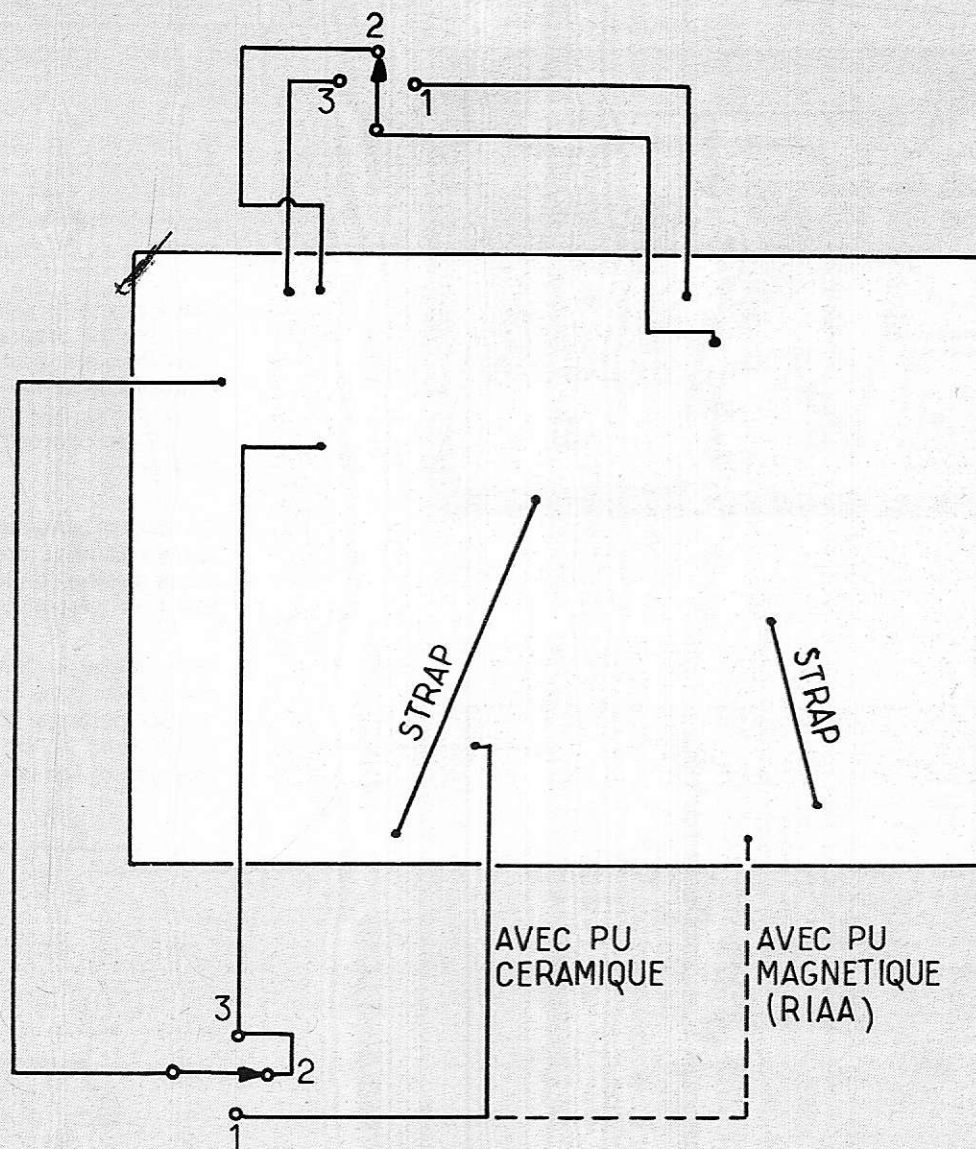 2
3
1
STRAP
STRAP
AVEC PU
CERAMIQUE
AVEC PU
MAGNETIQUE
(RIAA)
3
2
1